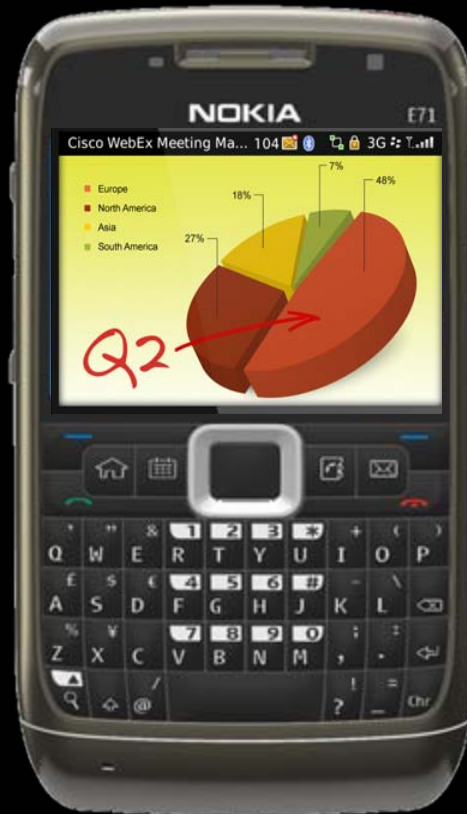 NOKIA
E71
Cisco WebEx Meeting Ma... 104 3G
Europe
North America
Asia
South America
7%
18%
48%
27%
Q2
' " & 1 2 3 * + ( )
Q W E R T Y U I O P
£ $ € 4 5 6 # - \
A S D F G H J K L
% ¥ 7 8 9 0 ;
Z X C V B N M , .
/ ! =
@ ? _ Chr